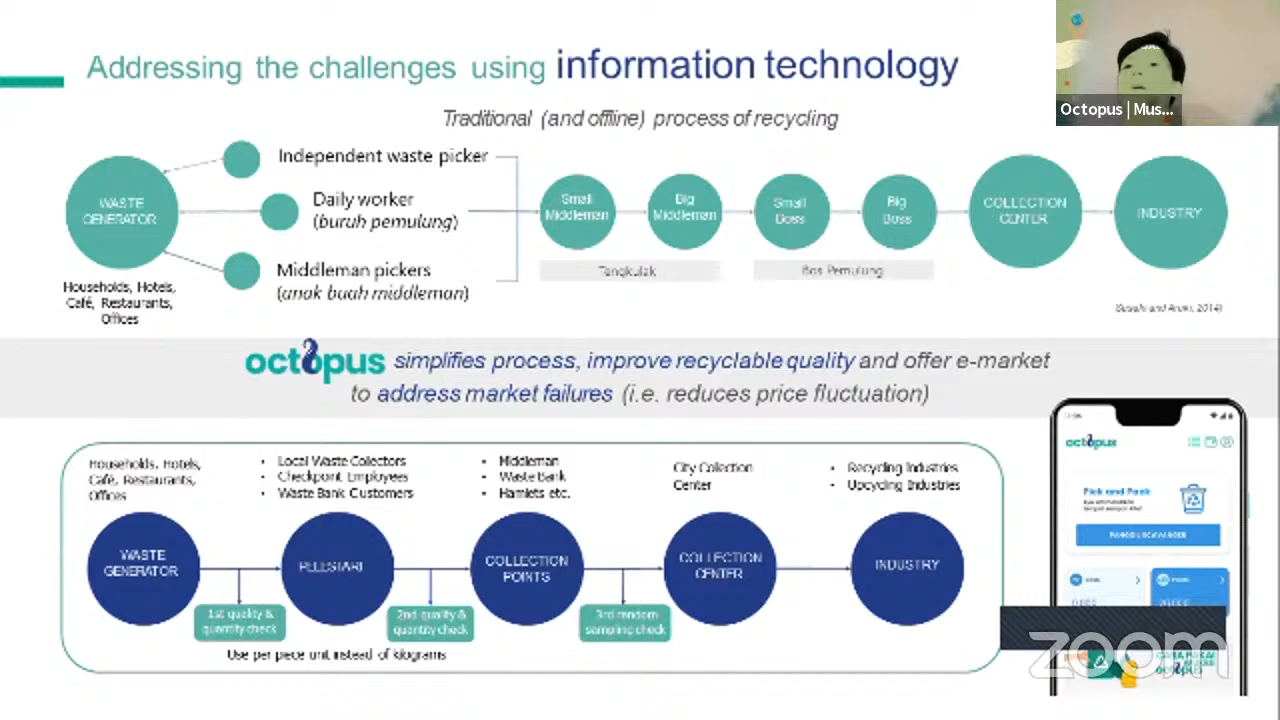 Addressing the challenges using information technology
Octopus | Mus...
Traditional (and offline) process of recycling
Independent waste picker
Daily worker
(buruh pemulung)
Middleman pickers
(anak buah middleman)
WASTE
GENERATOR
Households, Hotels,
Café, Restaurants,
Offices
Small
Middleman
Big
Middleman
Small
Boss
Big
Boss
COLLECTION
CENTER
INDUSTRY
Tengkulak
Bos Pemulung
octopus simplifies process, improve recyclable quality and offer e-market
to address market failures (i.e. reduces price fluctuation)
Households, Hotels,
Café, Restaurants,
Offices
• Local Waste Collectors
• Checkpoint Employees
• Waste Bank Customers
• Middleman
• Waste Bank
• Hamlets etc.
City Collection
Center
• Recycling Industries
• Upcycling Industries
WASTE
GENERATOR
PELESTARI
COLLECTION
POINTS
COLLECTION
CENTER
INDUSTRY
1st quality &
quantity check
2nd quality &
quantity check
3rd random
sampling check
Use per piece unit instead of kilograms
octopus
zoom
octopus